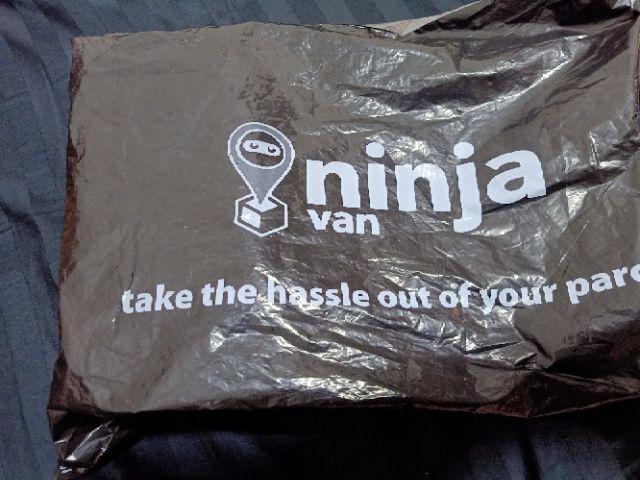 ninja
van
take the hassle out of your parc